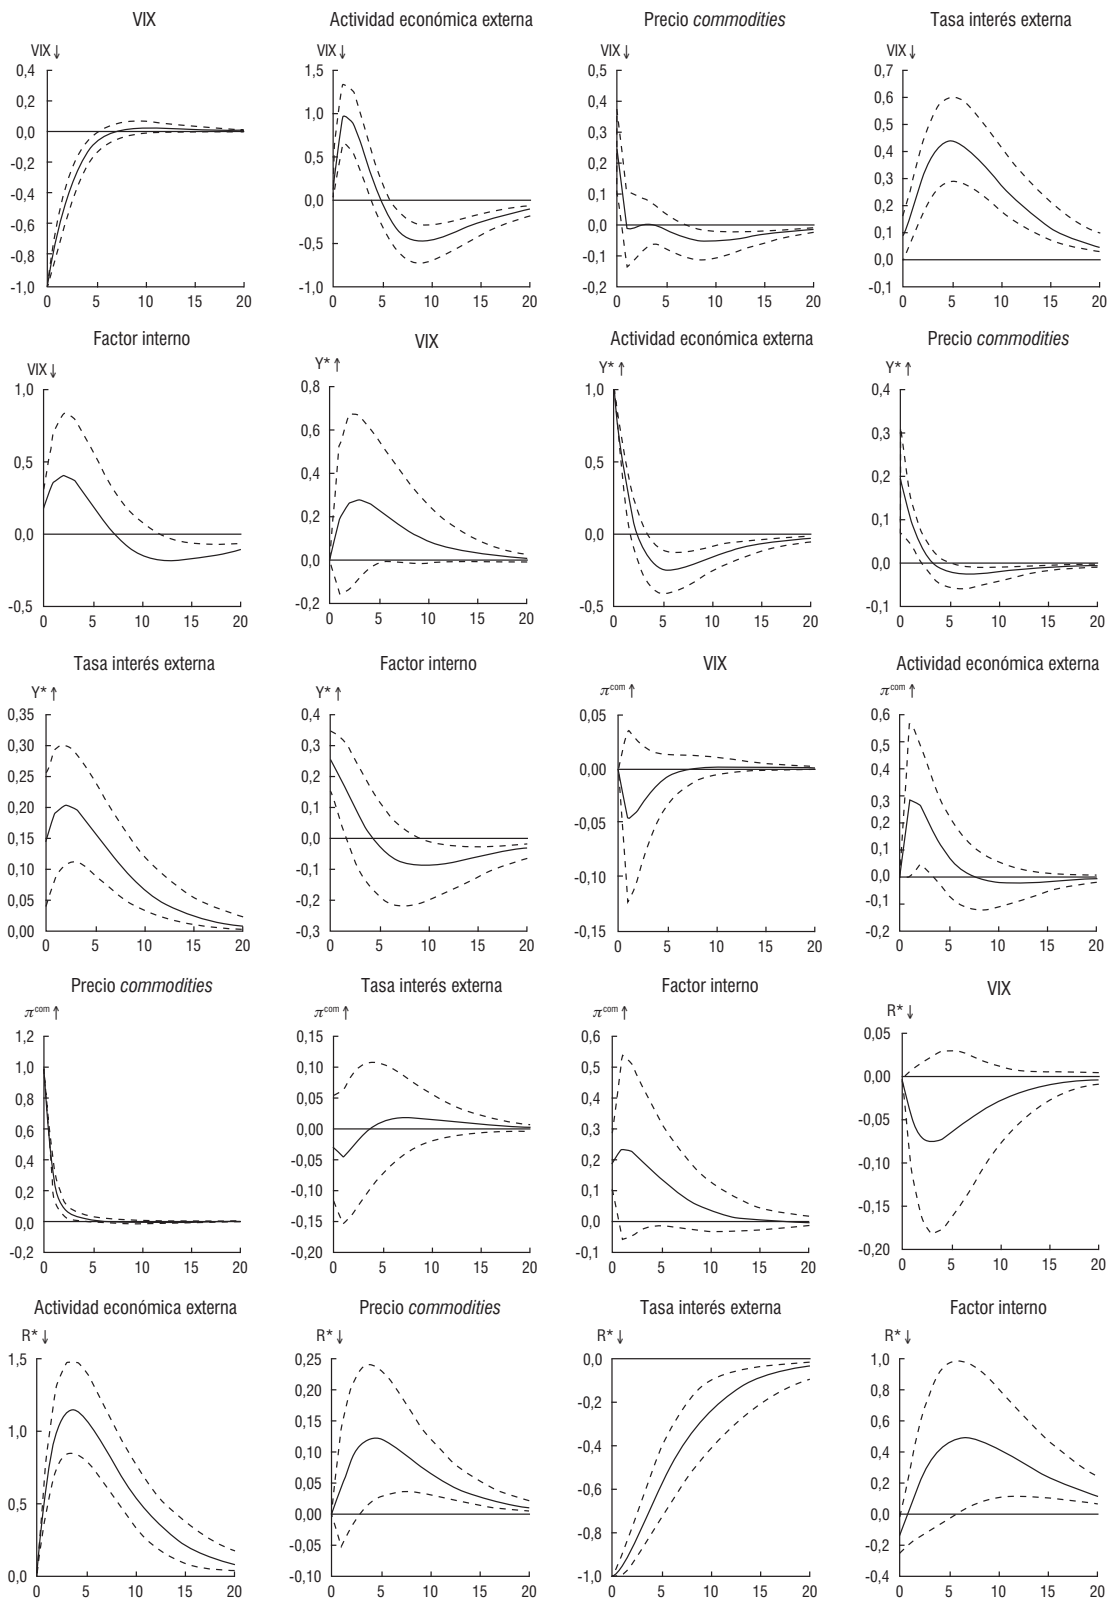 VIX
VIX ↓
0,4
0,2
0,0
-0,2
-0,4
-0,6
-0,8
-1,0
0 5 10 15 20
Actividad económica externa
VIX ↓
1,5
1,0
0,5
0,0
-0,5
-1,0
0 5 10 15 20
Precio commodities
VIX ↓
0,5
0,4
0,3
0,2
0,1
0,0
-0,1
-0,2
0 5 10 15 20
Tasa interés externa
VIX ↓
0,7
0,6
0,5
0,4
0,3
0,2
0,1
0,0
-0,1
0 5 10 15 20
Factor interno
VIX ↓
1,0
0,5
0,0
-0,5
0 5 10 15 20
VIX
Y* ↑
0,8
0,6
0,4
0,2
0,0
-0,2
0 5 10 15 20
Actividad económica externa
Y* ↑
1,0
0,5
0,0
-0,5
0 5 10 15 20
Precio commodities
Y* ↑
0,4
0,3
0,2
0,1
0,0
-0,1
0 5 10 15 20
Tasa interés externa
Y* ↑
0,35
0,30
0,25
0,20
0,15
0,10
0,05
0,00
0 5 10 15 20
Factor interno
Y* ↑
0,4
0,3
0,2
0,1
0,0
-0,1
-0,2
-0,3
0 5 10 15 20
VIX
π^com ↑
0,05
0,00
-0,05
-0,10
-0,15
0 5 10 15 20
Actividad económica externa
π^com ↑
0,6
0,5
0,4
0,3
0,2
0,1
0,0
-0,1
-0,2
0 5 10 15 20
Precio commodities
π^com ↑
1,2
1,0
0,8
0,6
0,4
0,2
0,0
-0,2
0 5 10 15 20
Tasa interés externa
π^com ↑
0,15
0,10
0,05
0,00
-0,05
-0,10
-0,15
-0,20
0 5 10 15 20
Factor interno
π^com ↑
0,6
0,5
0,4
0,3
0,2
0,1
0,0
-0,1
0 5 10 15 20
VIX
R* ↓
0,05
0,00
-0,05
-0,10
-0,15
-0,20
0 5 10 15 20
Actividad económica externa
R* ↓
1,5
1,0
0,5
0,0
0 5 10 15 20
Precio commodities
R* ↓
0,25
0,20
0,15
0,10
0,05
0,00
-0,05
-0,10
0 5 10 15 20
Tasa interés externa
R* ↓
0,0
-0,2
-0,4
-0,6
-0,8
-1,0
0 5 10 15 20
Factor interno
R* ↓
1,0
0,8
0,6
0,4
0,2
0,0
-0,2
-0,4
0 5 10 15 20